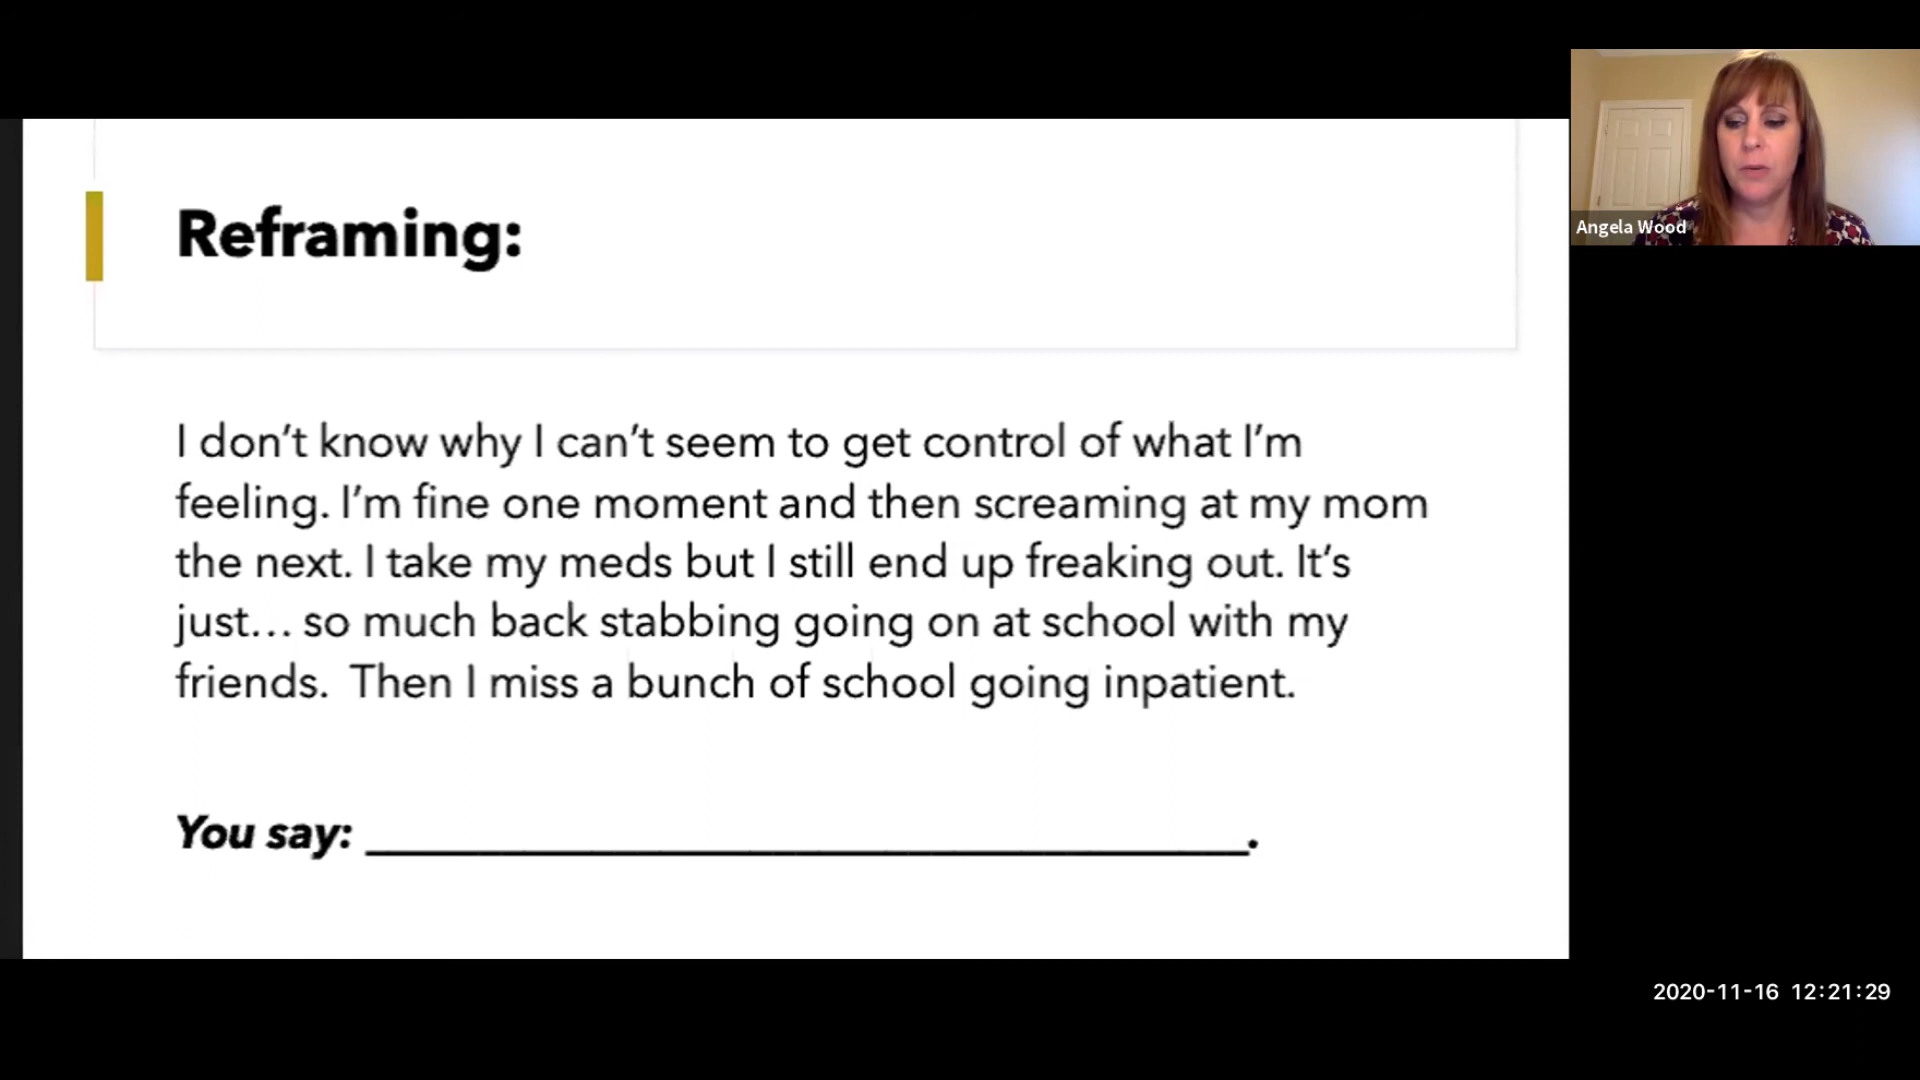 Reframing:
I don’t know why I can’t seem to get control of what I’m
feeling. I’m fine one moment and then screaming at my mom
the next. I take my meds but I still end up freaking out. It’s
just… so much back stabbing going on at school with my
friends.  Then I miss a bunch of school going inpatient.
You say: ______________________________________.
Angela Wood
2020-11-16 12:21:29